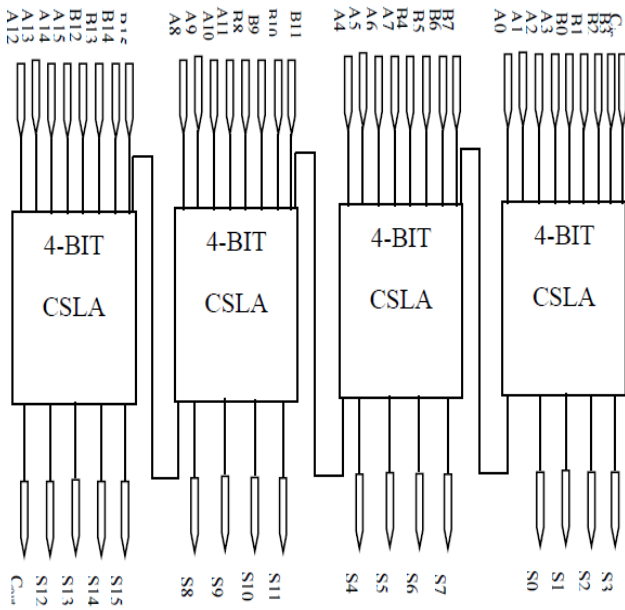 A12 A13 A14 A15 B12 B13 B14 B15
A8 A9 A10 A11 B8 B9 B10 B11
A4 A5 A6 A7 B4 B5 B6 B7
A0 A1 A2 A3 B0 B1 B2 B3
4-BIT
CSLA
4-BIT
CSLA
4-BIT
CSLA
4-BIT
CSLA
Cout S12 S13 S14 S15
S8 S9 S10 S11
S4 S5 S6 S7
S0 S1 S2 S3